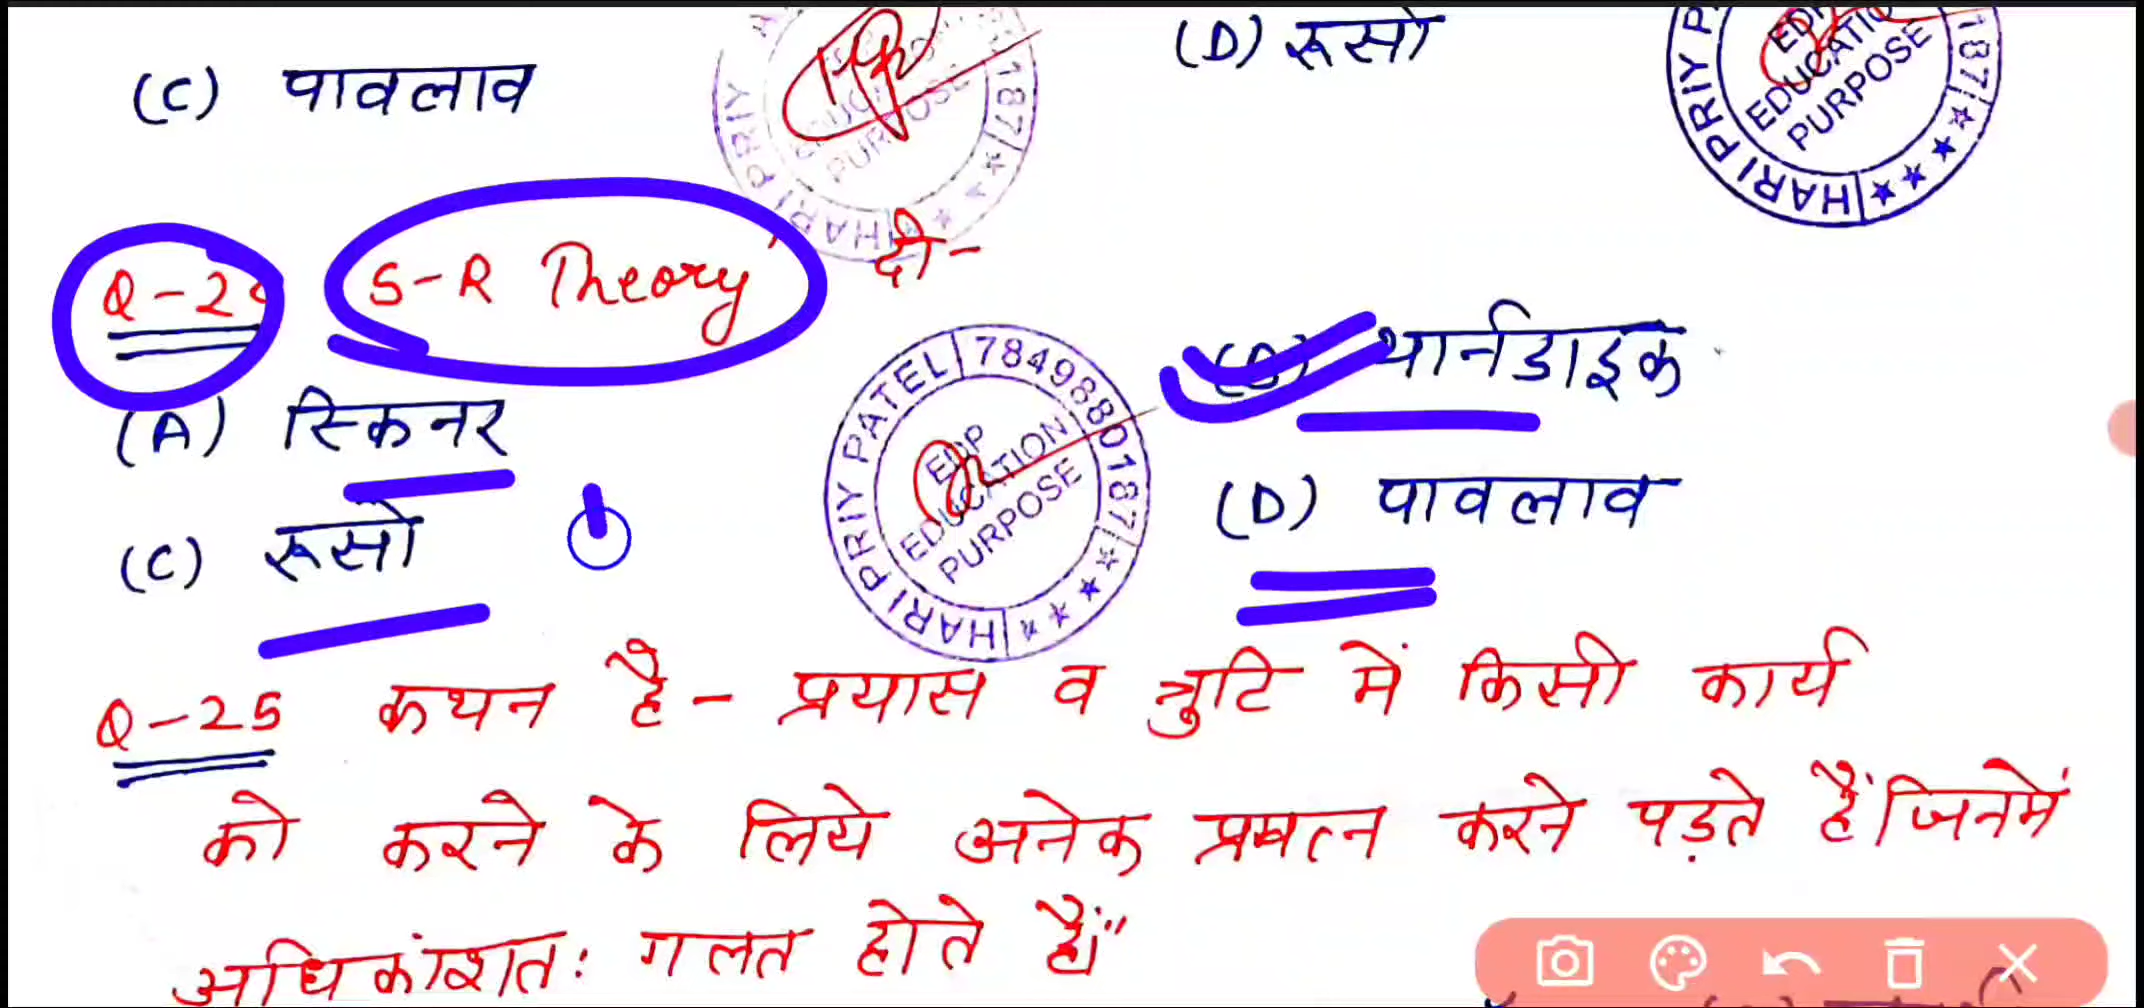 (C) पावलाव (D) रूसो
Q-2 S-R Theory दी-
(A) स्किनर (B) थार्नडाइक
(C) रूसो (D) पावलाव
HARI PRIY PATEL 7849880187
EDUCATION
PURPOSE
Q-25 कथन है - प्रयास व त्रुटि में किसी कार्य
को करने के लिये अनेक प्रयत्न करने पड़ते हैं जिनमें
अधिकांशत: गलत होते हैं"